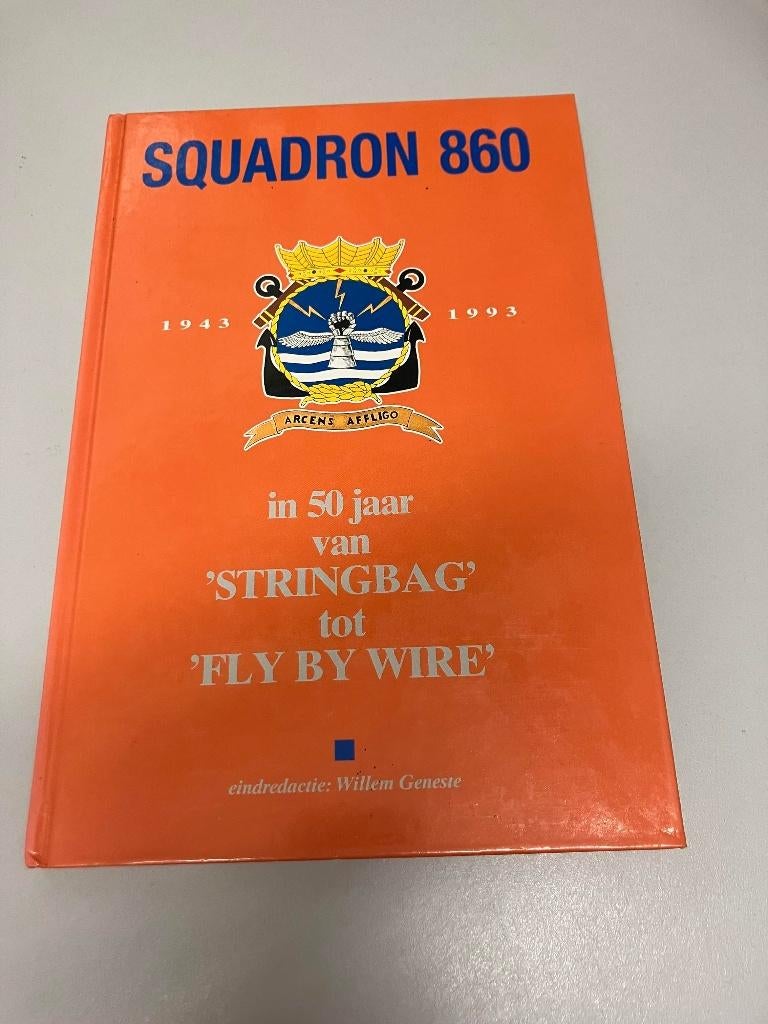 SQUADRON 860
1943 1993
ARCENS AFFLIGO
in 50 jaar
van
'STRINGBAG'
tot
'FLY BY WIRE'
eindredactie: Willem Geneste